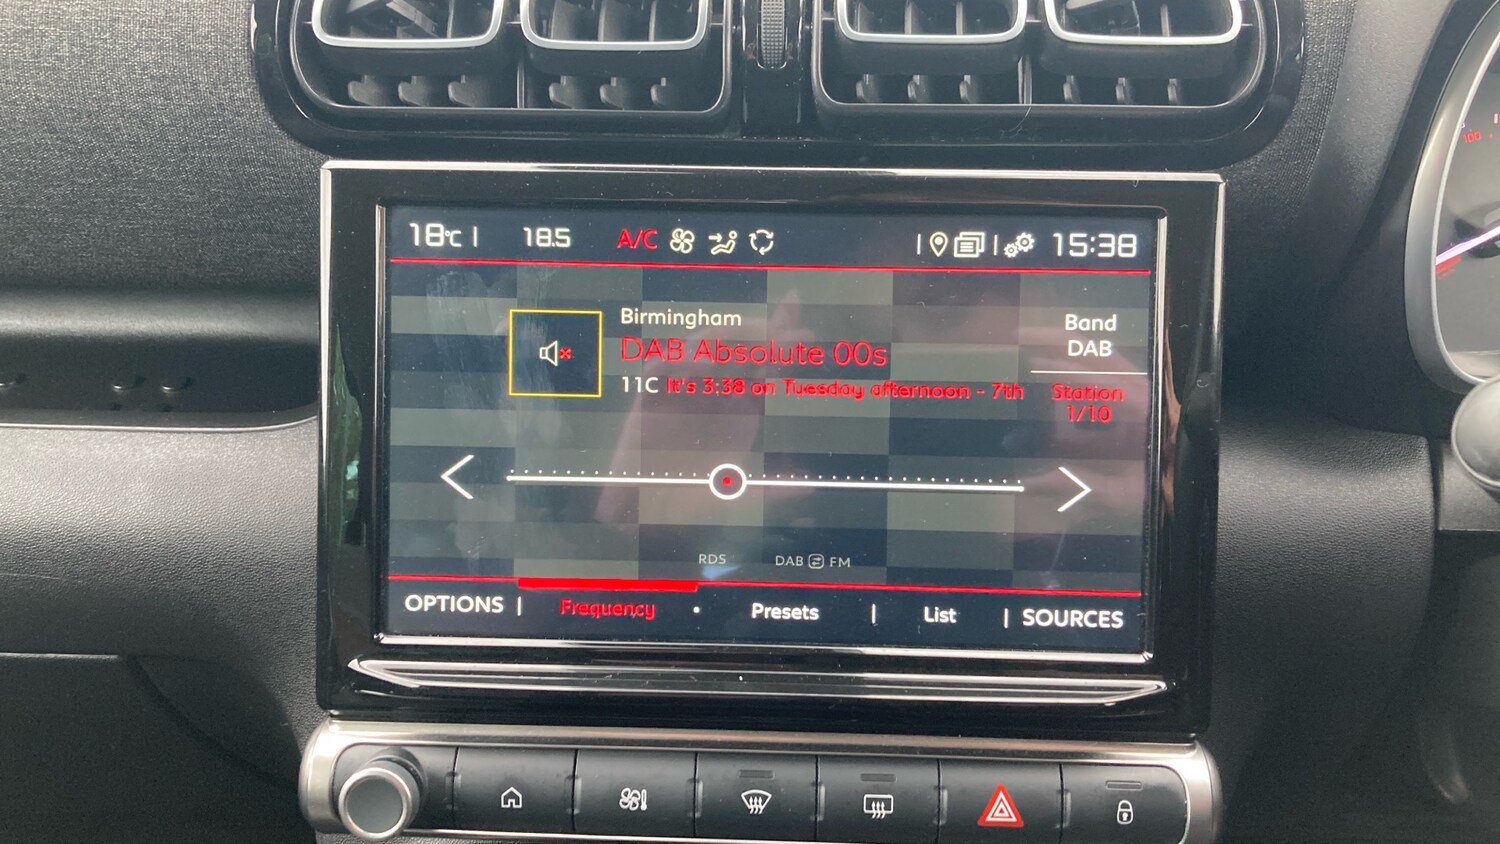 18°C | 18.5 A/C | | 15:38
100
Birmingham
DAB Absolute 00s
11C It's 3:38 on Tuesday afternoon - 7th
Band
DAB
Station
1/10
RDS DAB FM
OPTIONS | Frequency • Presets | List | SOURCES